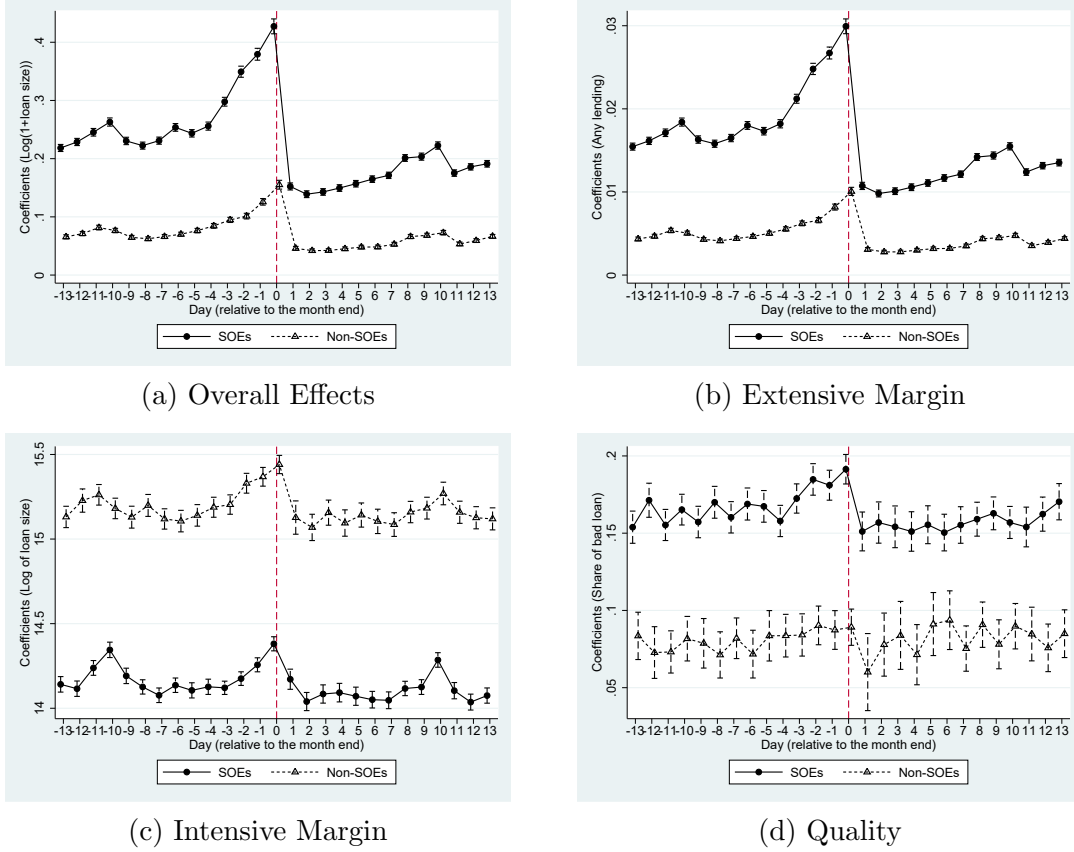 Coefficients (Log(1+loan size))
.4
.3
.2
.1
0
-13 -12 -11 -10 -9 -8 -7 -6 -5 -4 -3 -2 -1 0 1 2 3 4 5 6 7 8 9 10 11 12 13
Day (relative to the month end)
SOEs Non-SOEs
(a) Overall Effects
Coefficients (Any lending)
.03
.02
.01
0
-13 -12 -11 -10 -9 -8 -7 -6 -5 -4 -3 -2 -1 0 1 2 3 4 5 6 7 8 9 10 11 12 13
Day (relative to the month end)
SOEs Non-SOEs
(b) Extensive Margin
Coefficients (Log of loan size)
15.5
15
14.5
14
-13 -12 -11 -10 -9 -8 -7 -6 -5 -4 -3 -2 -1 0 1 2 3 4 5 6 7 8 9 10 11 12 13
Day (relative to the month end)
SOEs Non-SOEs
(c) Intensive Margin
Coefficients (Share of bad loan)
.2
.15
.1
.05
-13 -12 -11 -10 -9 -8 -7 -6 -5 -4 -3 -2 -1 0 1 2 3 4 5 6 7 8 9 10 11 12 13
Day (relative to the month end)
SOEs Non-SOEs
(d) Quality